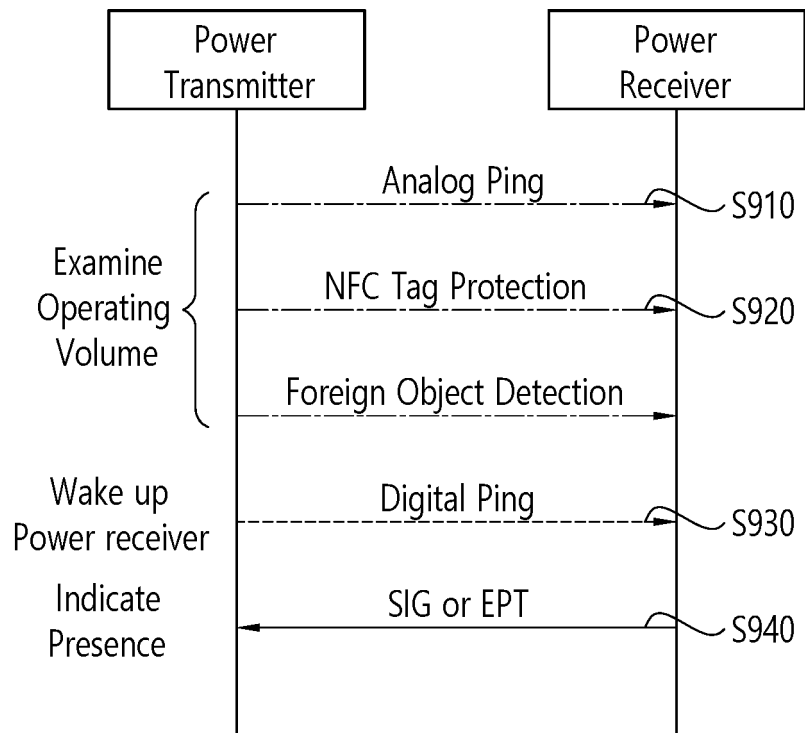 Power
Transmitter
Power
Receiver
Analog Ping
S910
Examine
Operating
Volume
NFC Tag Protection
S920
Foreign Object Detection
Wake up
Power receiver
Digital Ping
S930
Indicate
Presence
SIG or EPT
S940